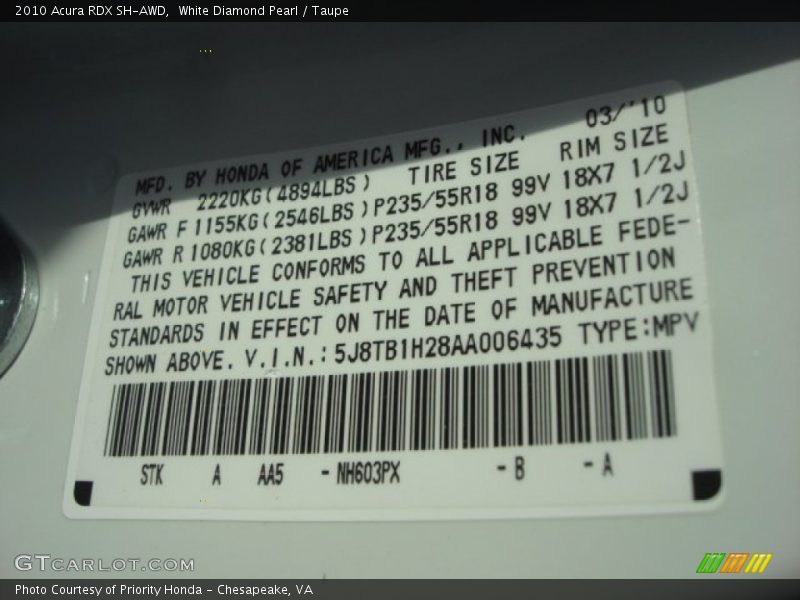 2010 Acura RDX SH-AWD,  White Diamond Pearl / Taupe
MFD. BY HONDA OF AMERICA MFG., INC. 03/'10
GVWR 2220KG(4894LBS) TIRE SIZE RIM SIZE
GAWR F 1155KG(2546LBS)P235/55R18 99V 18X7 1/2J
GAWR R 1080KG(2381LBS)P235/55R18 99V 18X7 1/2J
THIS VEHICLE CONFORMS TO ALL APPLICABLE FEDE-
RAL MOTOR VEHICLE SAFETY AND THEFT PREVENTION
STANDARDS IN EFFECT ON THE DATE OF MANUFACTURE
SHOWN ABOVE. V.I.N.: 5J8TB1H28AA006435 TYPE:MPV
STK A AA5 - NH603PX - B - A
GTCARLOT.COM
Photo Courtesy of Priority Honda - Chesapeake, VA